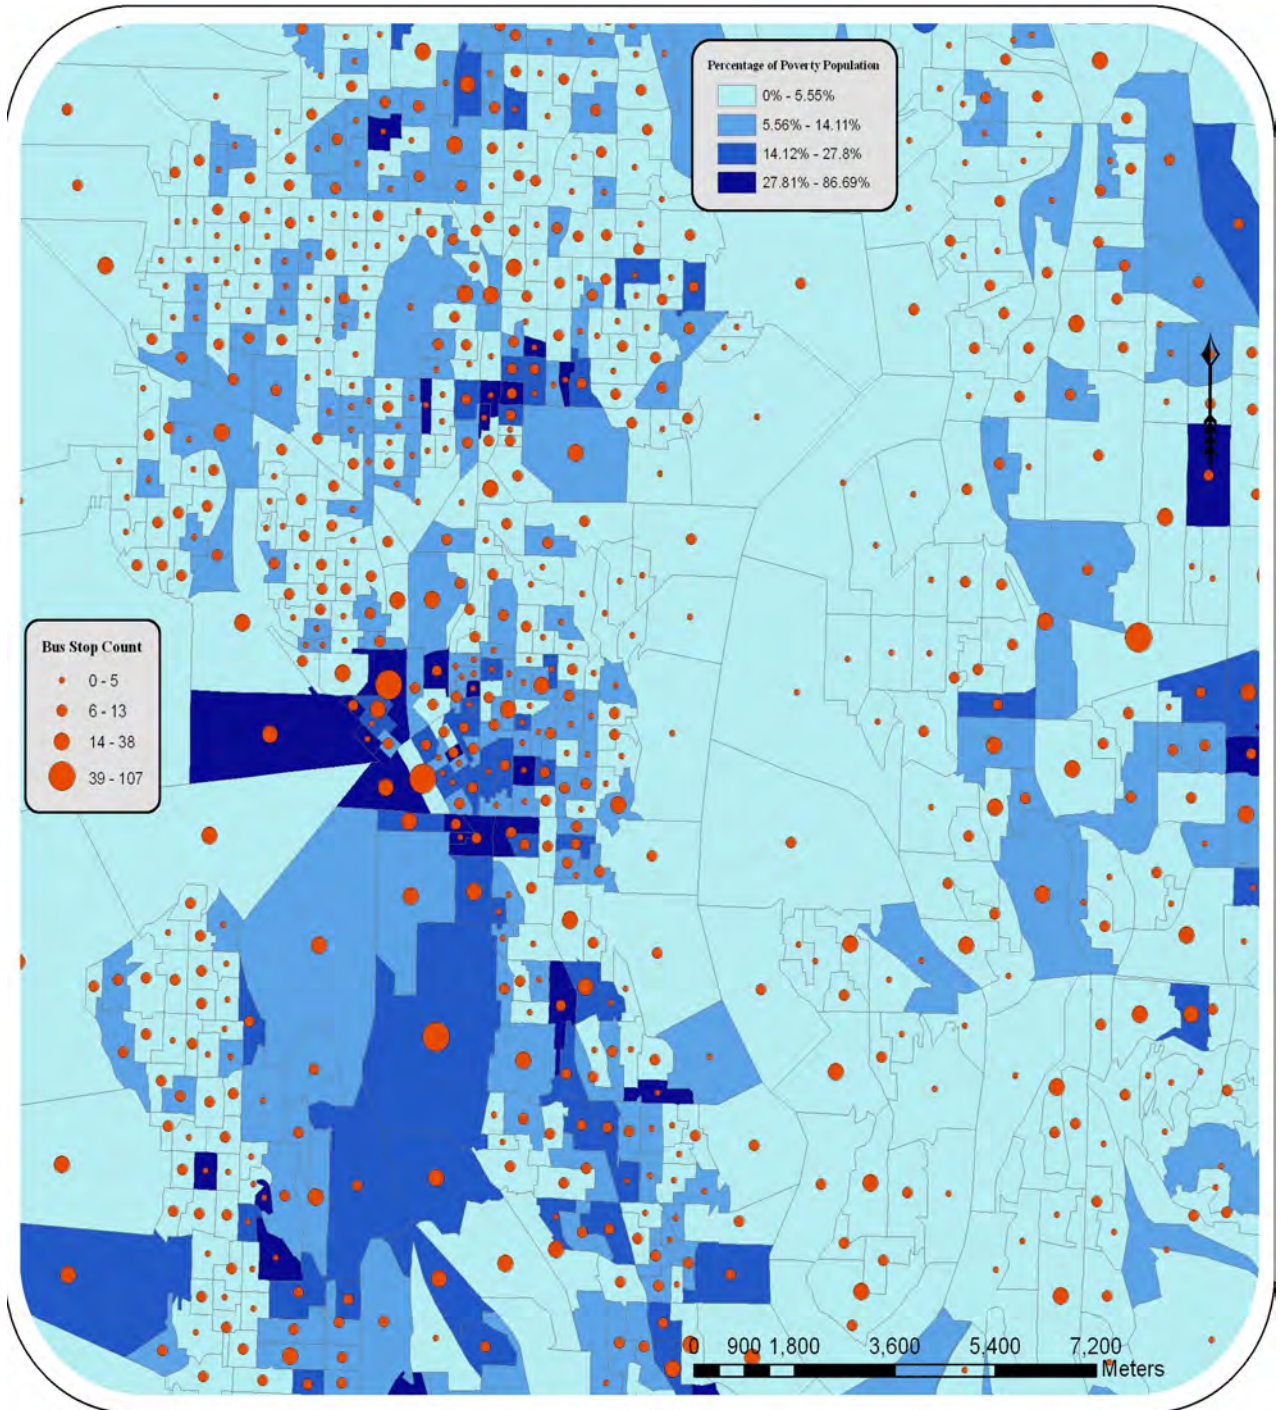 Percentage of Poverty Population
0% - 5.55%
5.56% - 14.11%
14.12% - 27.8%
27.81% - 86.69%
Bus Stop Count
0 - 5
6 - 13
14 - 38
39 - 107
0 900 1,800 3,600 5,400 7,200
Meters